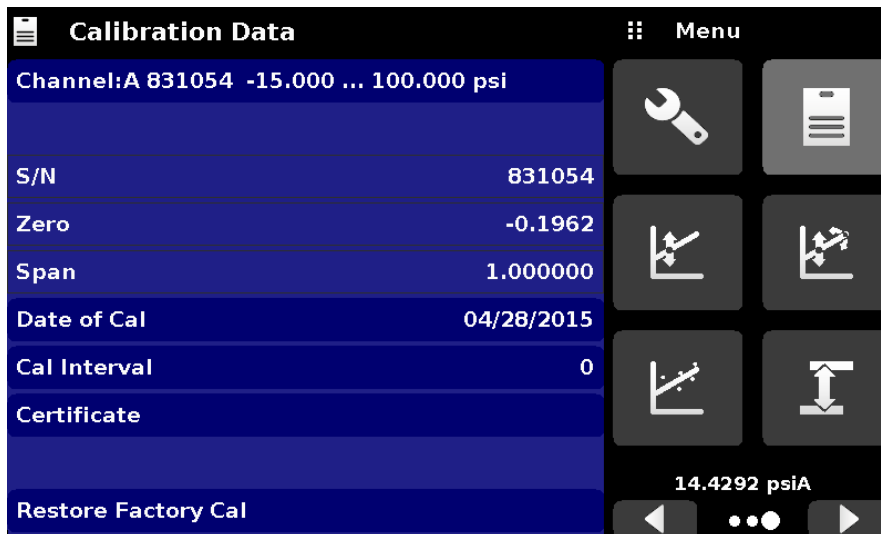 Calibration Data
Menu
Channel:A 831054 -15.000 ... 100.000 psi
S/N 831054
Zero -0.1962
Span 1.000000
Date of Cal 04/28/2015
Cal Interval 0
Certificate
Restore Factory Cal
14.4292 psiA